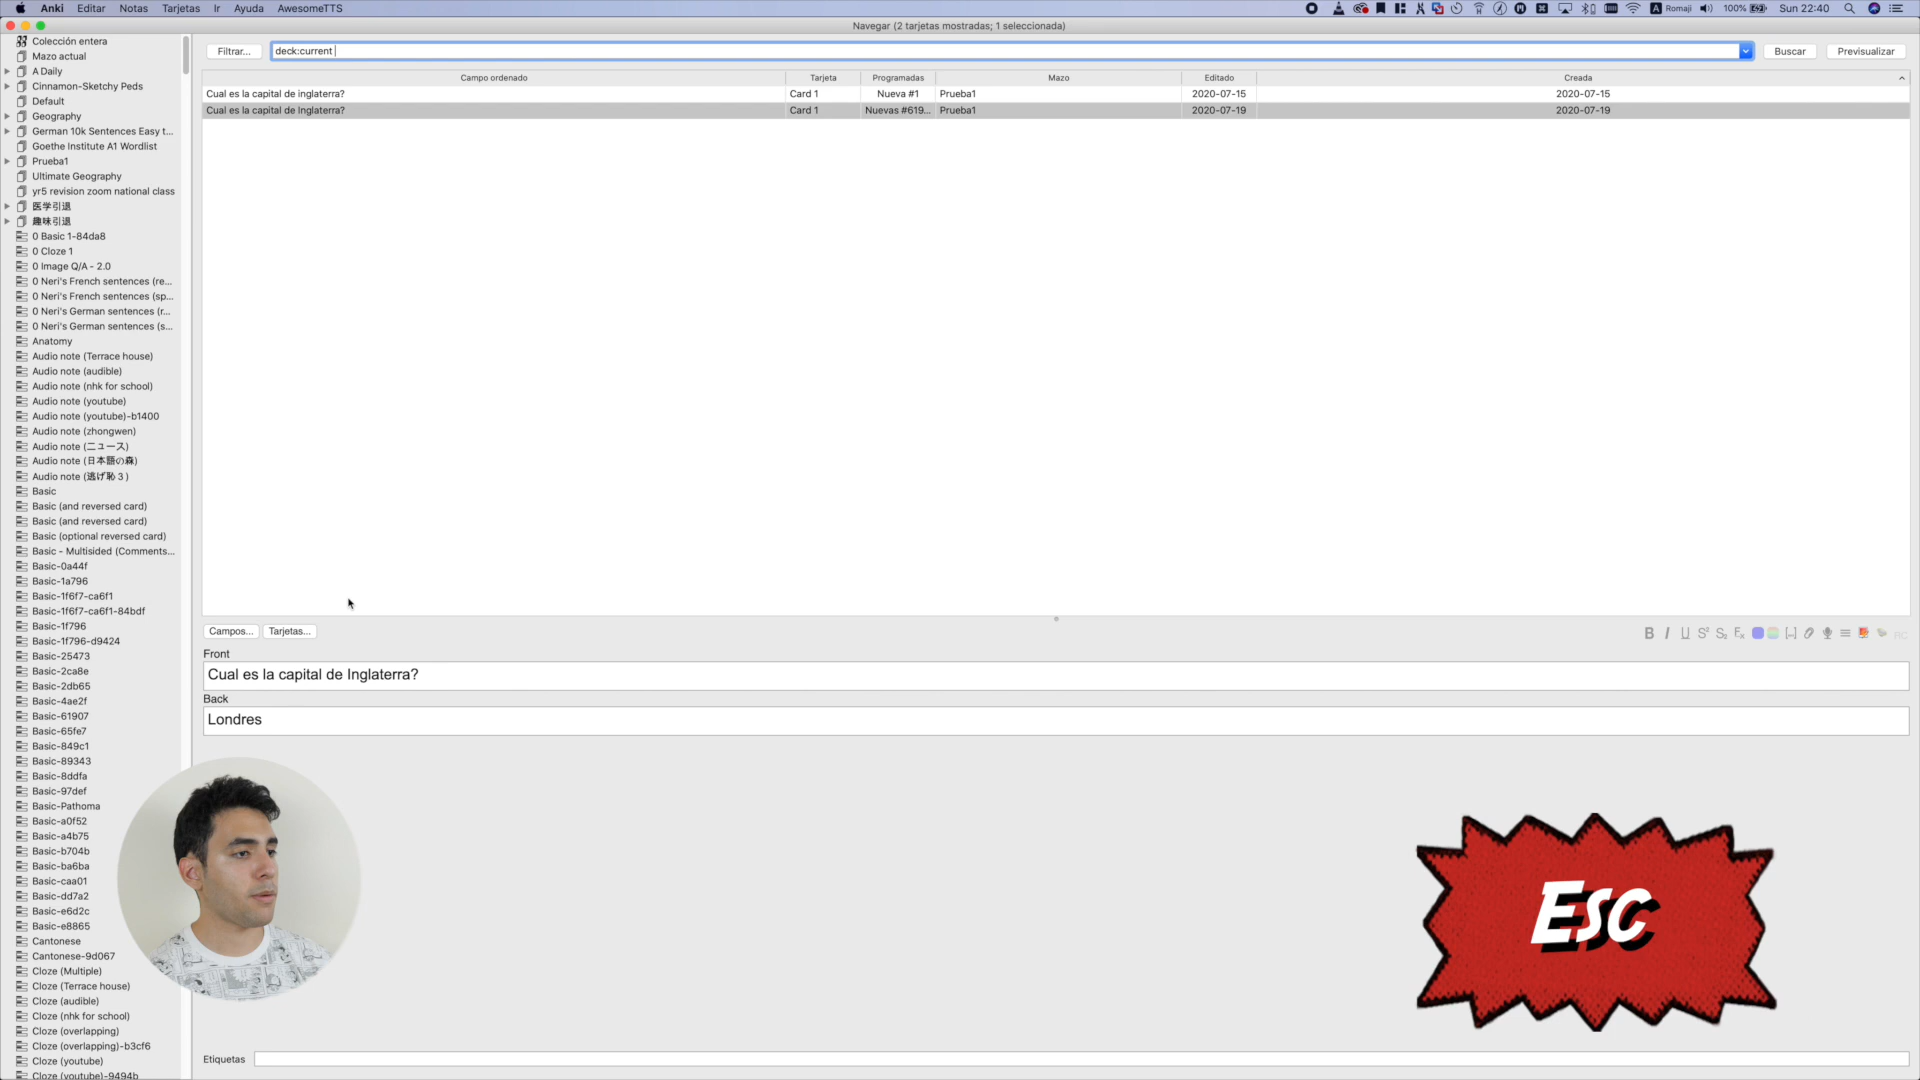 Anki Editar Notas Tarjetas Ir Ayuda AwesomeTTS Romaji 100% Sun 22:40
Navegar (2 tarjetas mostradas; 1 seleccionada)
Filtrar... deck:current Buscar Previsualizar
Campo ordenado Tarjeta Programadas Mazo Editado Creada
Cual es la capital de inglaterra? Card 1 Nueva #1 Prueba1 2020-07-15 2020-07-15
Cual es la capital de Inglaterra? Card 1 Nuevas #619... Prueba1 2020-07-19 2020-07-19
Colección entera
Mazo actual
A Daily
Cinnamon-Sketchy Peds
Default
Geography
German 10k Sentences Easy t...
Goethe Institute A1 Wordlist
Prueba1
Ultimate Geography
yr5 revision zoom national class
医学引退
趣味引退
0 Basic 1-84da8
0 Cloze 1
0 Image Q/A - 2.0
0 Neri's French sentences (re...
0 Neri's French sentences (sp...
0 Neri's German sentences (r...
0 Neri's German sentences (s...
Anatomy
Audio note (Terrace house)
Audio note (audible)
Audio note (nhk for school)
Audio note (youtube)
Audio note (youtube)-b1400
Audio note (zhongwen)
Audio note (ニュース)
Audio note (日本語の森)
Audio note (逃げ恥３)
Basic
Basic (and reversed card)
Basic (and reversed card)
Basic (optional reversed card)
Basic - Multisided (Comments...
Basic-0a44f
Basic-1a796
Basic-1f6f7-ca6f1
Basic-1f6f7-ca6f1-84bdf
Basic-1f796
Basic-1f796-d9424
Basic-25473
Basic-2ca8e
Basic-2db65
Basic-4ae2f
Basic-61907
Basic-65fe7
Basic-849c1
Basic-89343
Basic-8ddfa
Basic-97def
Basic-Pathoma
Basic-a0f52
Basic-a4b75
Basic-b704b
Basic-ba6ba
Basic-caa01
Basic-dd7a2
Basic-e6d2c
Basic-e8865
Cantonese
Cantonese-9d067
Cloze (Multiple)
Cloze (Terrace house)
Cloze (audible)
Cloze (nhk for school)
Cloze (overlapping)
Cloze (overlapping)-b3cf6
Cloze (youtube)
Cloze (youtube)-9494b
Campos... Tarjetas...
Front
Cual es la capital de Inglaterra?
Back
Londres
Esc
Etiquetas